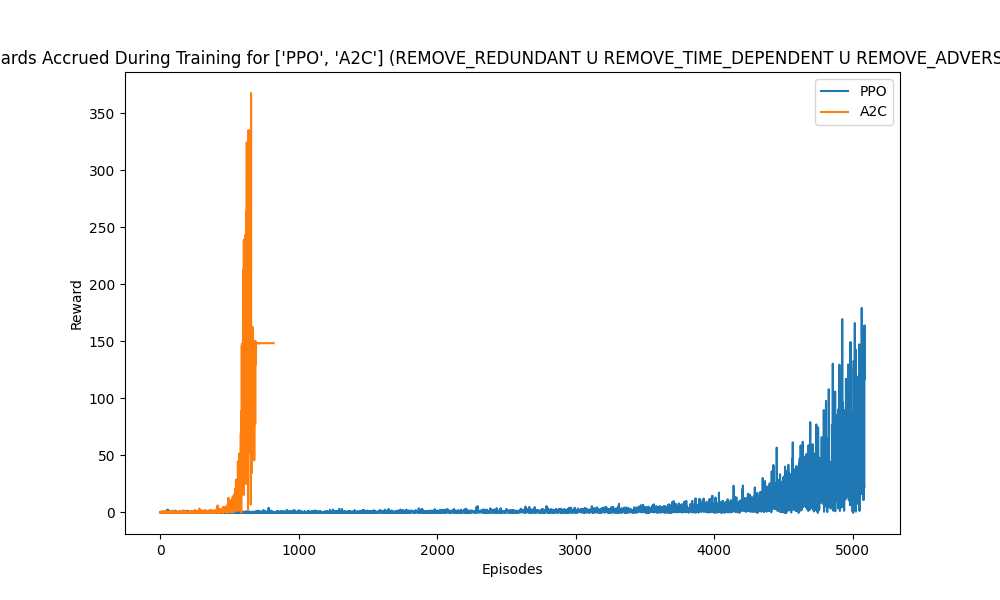 ards Accrued During Training for ['PPO', 'A2C'] (REMOVE_REDUNDANT U REMOVE_TIME_DEPENDENT U REMOVE_ADVERS
PPO
A2C
350
300
250
200
150
100
50
0
Reward
0 1000 2000 3000 4000 5000
Episodes